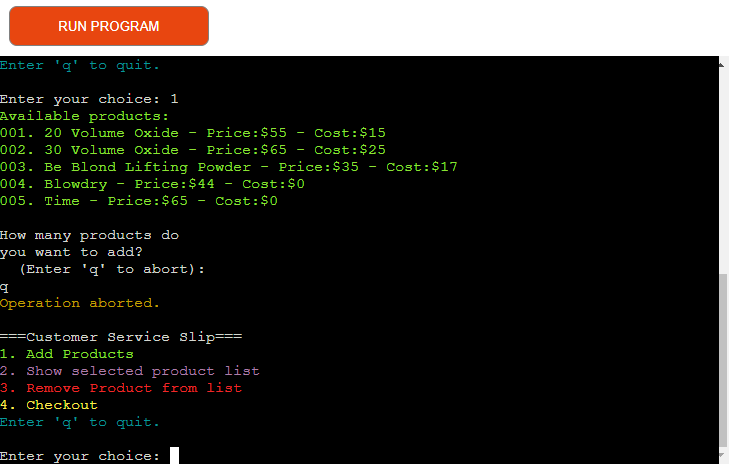 RUN PROGRAM
Enter 'q' to quit.
Enter your choice: 1
Available products:
001. 20 Volume Oxide - Price:$55 - Cost:$15
002. 30 Volume Oxide - Price:$65 - Cost:$25
003. Be Blond Lifting Powder - Price:$35 - Cost:$17
004. Blowdry - Price:$44 - Cost:$0
005. Time - Price:$65 - Cost:$0
How many products do
you want to add?
(Enter 'q' to abort):
q
Operation aborted.
===Customer Service Slip===
1. Add Products
2. Show selected product list
3. Remove Product from list
4. Checkout
Enter 'q' to quit.
Enter your choice: